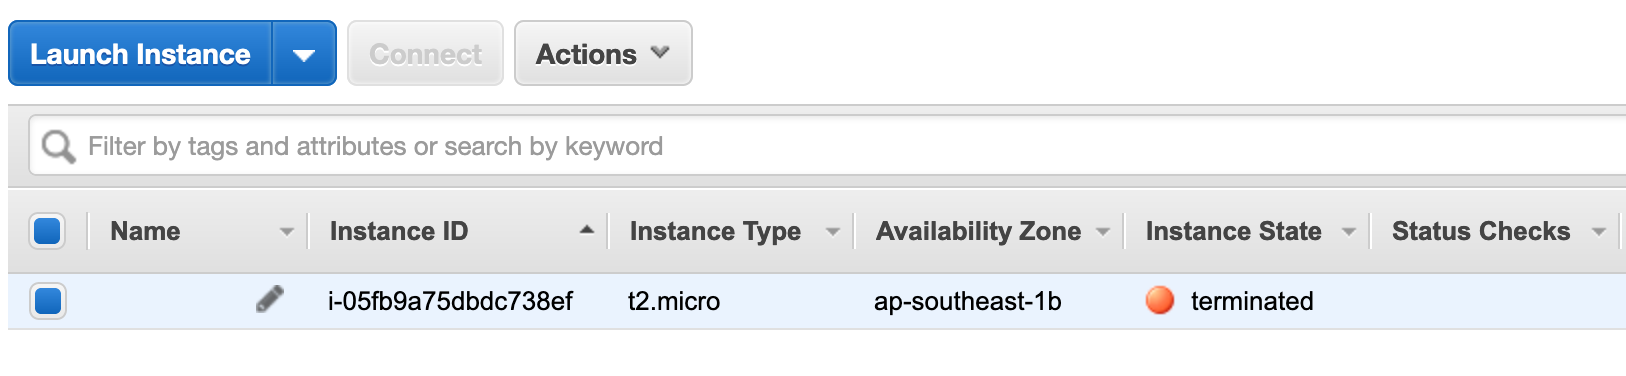 Launch Instance Connect Actions
Filter by tags and attributes or search by keyword
Name Instance ID Instance Type Availability Zone Instance State Status Checks
i-05fb9a75dbdc738ef t2.micro ap-southeast-1b terminated